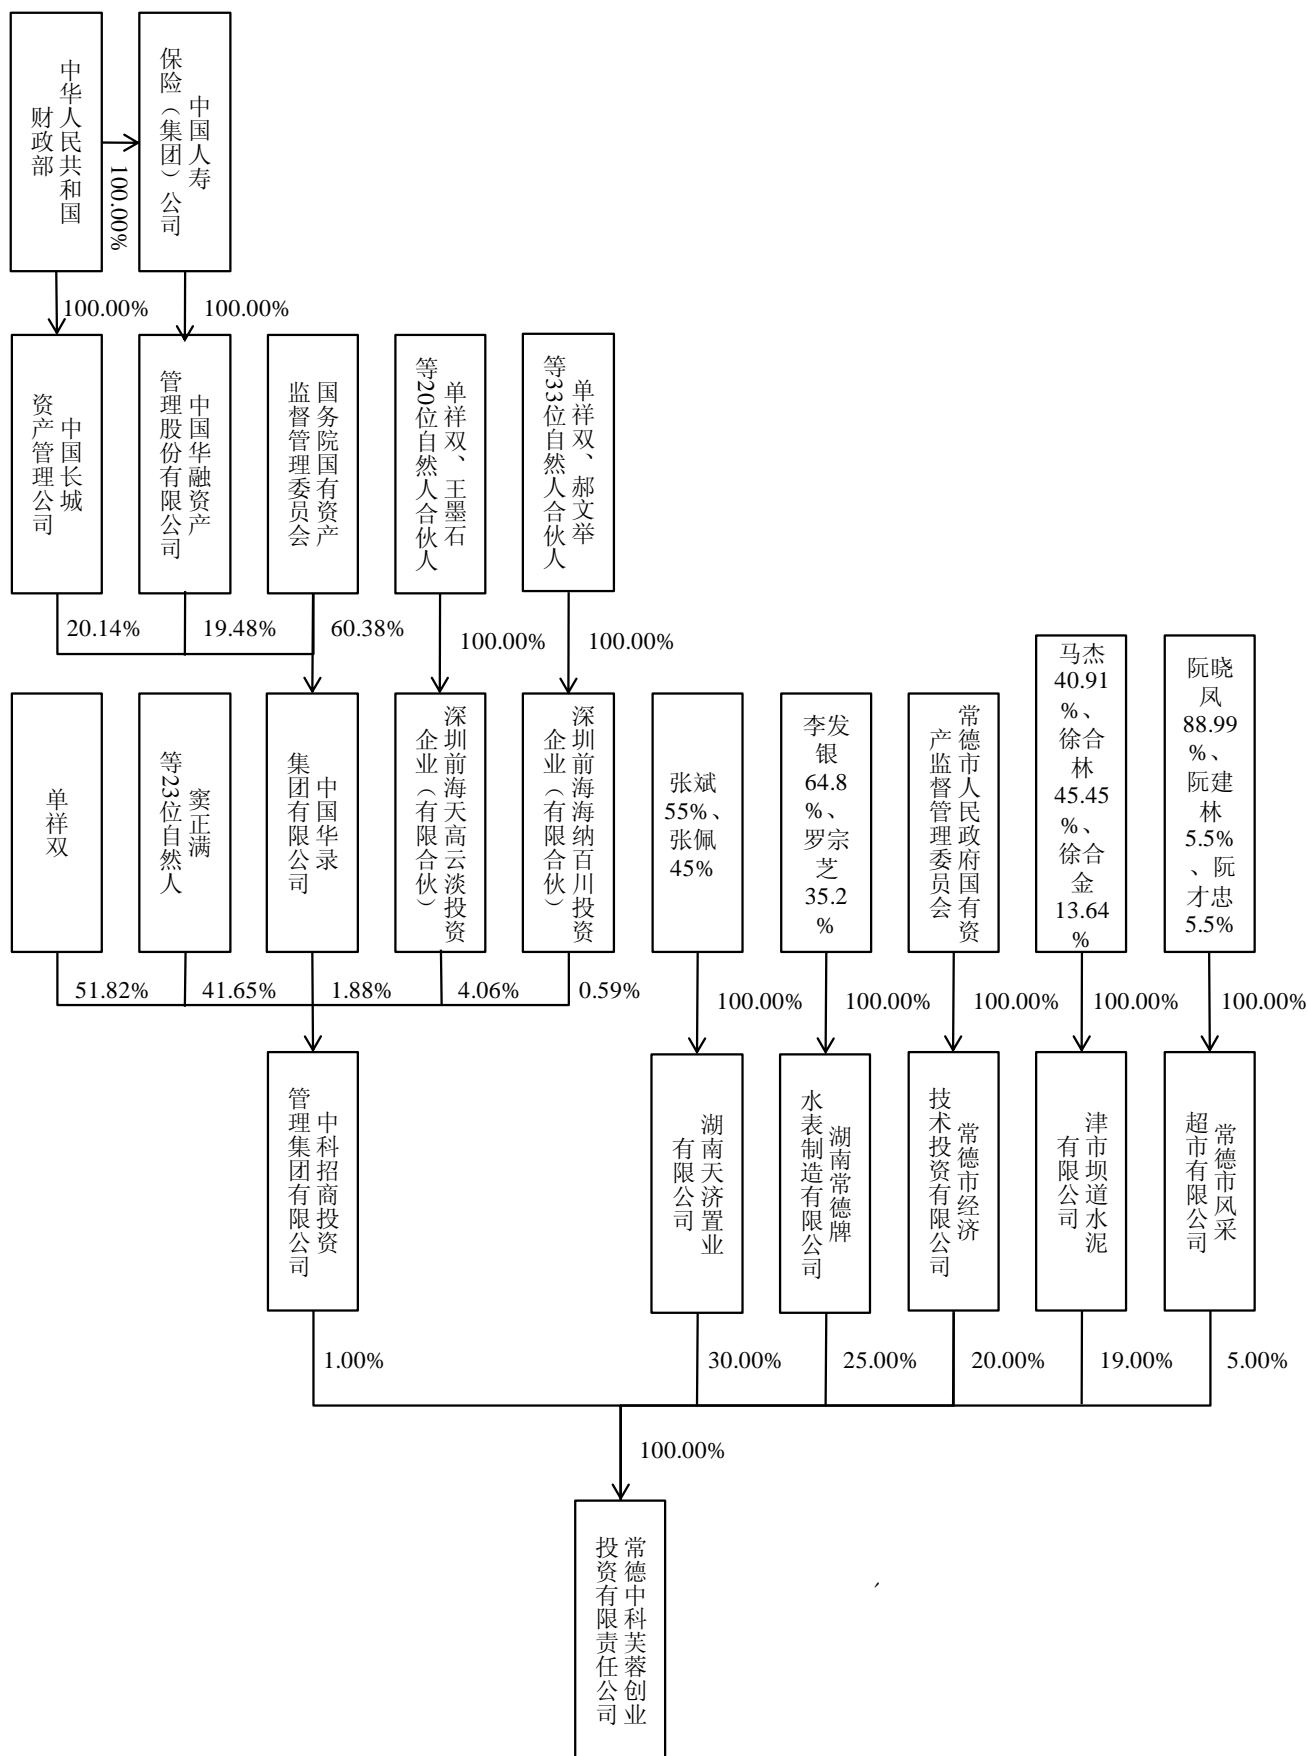 中华人民共和国
财政部
中国人寿
保险（集团）公司
100.00%
100.00%
100.00%
中国长城
资产管理公司
中国华融资产
管理股份有限公司
国务院国有资产
监督管理委员会
单祥双、王墨石
等20位自然人合伙人
单祥双、郝文举
等33位自然人合伙人
20.14%
19.48%
60.38%
100.00%
100.00%
单祥双
窦正满
等23位自然人
中国华录
集团有限公司
深圳前海天高云淡投资
企业（有限合伙）
深圳前海海纳百川投资
企业（有限合伙）
张斌
55%、
张佩
45%
李发
银
64.8
%、
罗宗
芝
35.2
%
常德市人民政府国有资
产监督管理委员会
马杰
40.91
%、
徐合
林
45.45
%、
徐合
金
13.64
%
阮晓
凤
88.99
%、
阮建
林
5.5%
、阮
才忠
5.5%
51.82%
41.65%
1.88%
4.06%
0.59%
100.00%
100.00%
100.00%
100.00%
100.00%
中科招商投资
管理集团有限公司
湖南天济置业
有限公司
湖南常德牌
水表制造有限公司
常德市经济
技术投资有限公司
津市坝道水泥
有限公司
常德市风采
超市有限公司
1.00%
30.00%
25.00%
20.00%
19.00%
5.00%
100.00%
常德中科芙蓉创业
投资有限责任公司